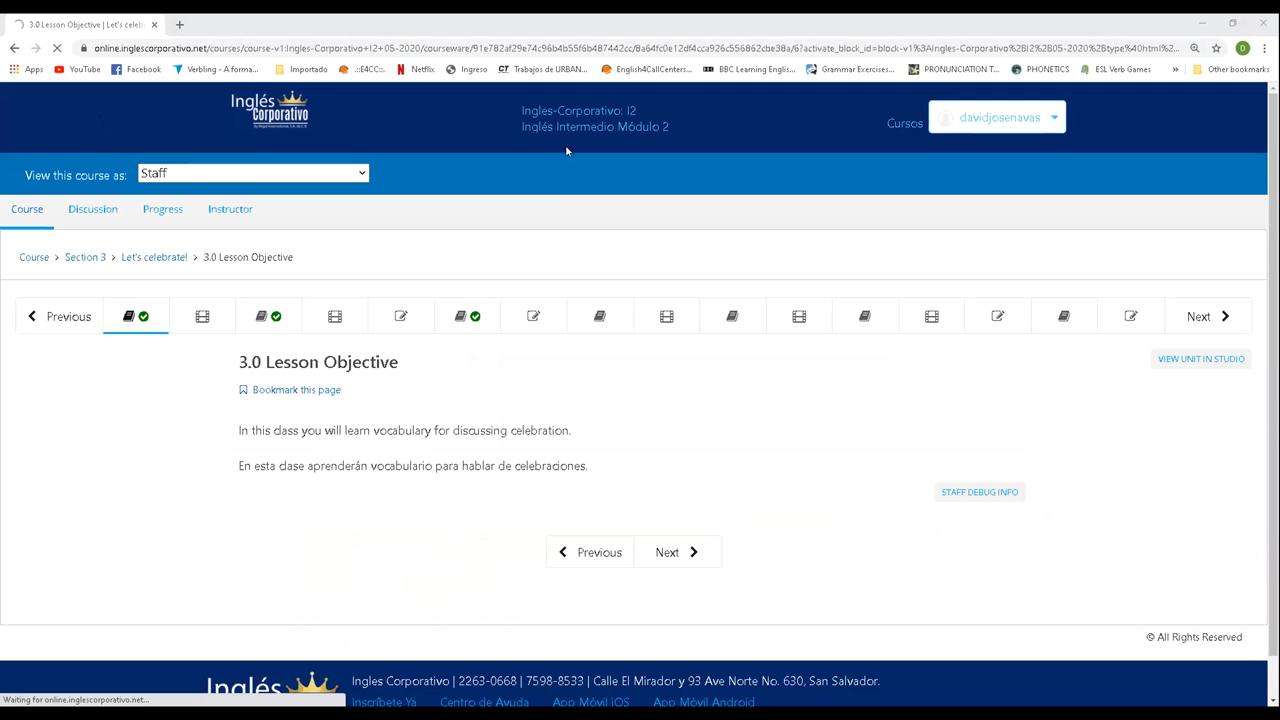 3.0 Lesson Objective | Let's celeb
online.inglescorporativo.net/courses/course-v1:Ingles-Corporativo+I2+05-2020/courseware/91e782af29e74c96b4b55f6b487442cc/8a64fc0e12df4cca926c556862cbe38a/6?activate_block_id=block-v1%3AIngles-Corporativo%2BI2%2B05-2020%2Btype%40html%2...
D
Apps YouTube Facebook Verbling - A forma... Importado .::E4CC::. Netflix Ingreso Trabajos de URBAN... English4CallCenters... BBC Learning English... Grammar Exercises... PRONUNCIATION T... PHONETICS ESL Verb Games » Other bookmarks
Inglés
Corporativo
Ingles-Corporativo: I2
Inglés Intermedio Módulo 2
Cursos
davidjosenavas
View this course as:
Staff
Course Discussion Progress Instructor
Course > Section 3 > Let's celebrate! > 3.0 Lesson Objective
Previous
Next
3.0 Lesson Objective
VIEW UNIT IN STUDIO
Bookmark this page
In this class you will learn vocabulary for discussing celebration.
En esta clase aprenderán vocabulario para hablar de celebraciones.
STAFF DEBUG INFO
Previous Next
© All Rights Reserved
Inglés
Ingles Corporativo | 2263-0668 | 7598-8533 | Calle El Mirador y 93 Ave Norte No. 630, San Salvador.
Inscríbete Ya Centro de Ayuda App Móvil iOS App Móvil Android
Waiting for online.inglescorporativo.net...